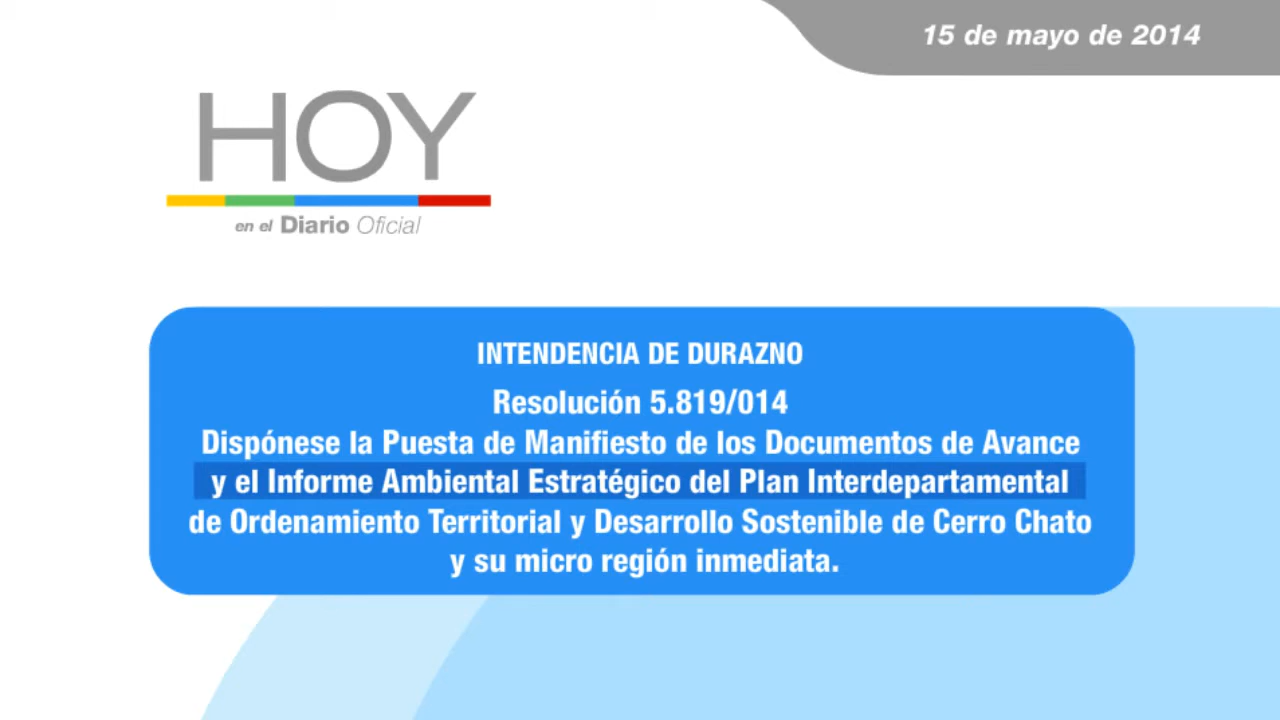 15 de mayo de 2014
HOY
en el Diario Oficial
INTENDENCIA DE DURAZNO
Resolución 5.819/014
Dispónese la Puesta de Manifiesto de los Documentos de Avance
y el Informe Ambiental Estratégico del Plan Interdepartamental
de Ordenamiento Territorial y Desarrollo Sostenible de Cerro Chato
y su micro región inmediata.